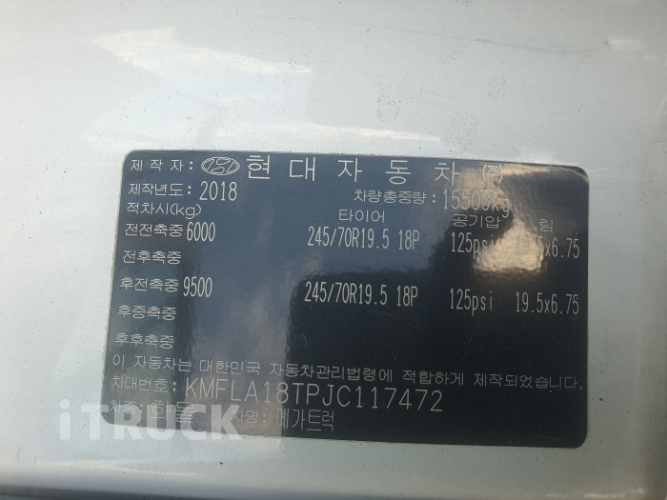 제작자: 현대자동차(주)
제작년도: 2018 차량총중량: 15500kg
적차시(kg) 타이어 공기압 림
전전축중 6000 245/70R19.5 18P 125psi 19.5x6.75
전후축중
후전축중 9500 245/70R19.5 18P 125psi 19.5x6.75
후중축중
후후축중
이 자동차는 대한민국 자동차관리법령에 적합하게 제작되었습니다.
차대번호: KMFLA18TPJC117472
차명: 메가트럭
iTRUCK